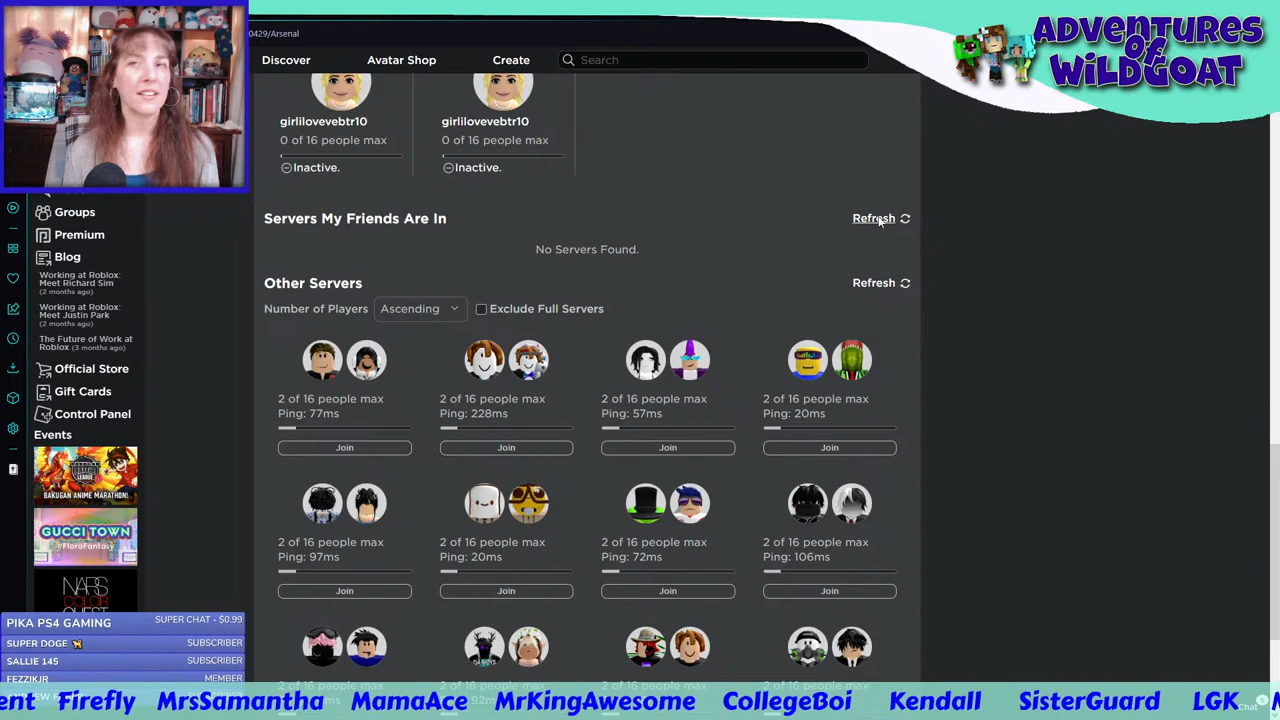 0429/Arsenal
ADVENTURES
OF
WILDGOAT
Discover
Avatar Shop
Create
Search
girlilovevebtr10
0 of 16 people max
Inactive.
girlilovevebtr10
0 of 16 people max
Inactive.
Groups
Premium
Blog
Working at Roblox:
Meet Richard Sim
(2 months ago)
Working at Roblox:
Meet Justin Park
(2 months ago)
The Future of Work at
Roblox (3 months ago)
Official Store
Gift Cards
Control Panel
Events
BAKUGAN ANIME MARATHON!
GUCCI TOWN
#FloraFantasy
NARS
COLOR
QUEST
Servers My Friends Are In
Refresh
No Servers Found.
Other Servers
Refresh
Number of Players
Ascending
Exclude Full Servers
2 of 16 people max
Ping: 77ms
Join
2 of 16 people max
Ping: 228ms
Join
2 of 16 people max
Ping: 57ms
Join
2 of 16 people max
Ping: 20ms
Join
2 of 16 people max
Ping: 97ms
Join
2 of 16 people max
Ping: 20ms
Join
2 of 16 people max
Ping: 72ms
Join
2 of 16 people max
Ping: 106ms
Join
PIKA PS4 GAMING SUPER CHAT - $0.99
SUPER DOGE SUBSCRIBER
SALLIE 145 SUBSCRIBER
FEZZIKJR MEMBER
Firefly MrsSamantha MamaAce MrKingAwesome CollegeBoi Kendall SisterGuard LGK
Chat